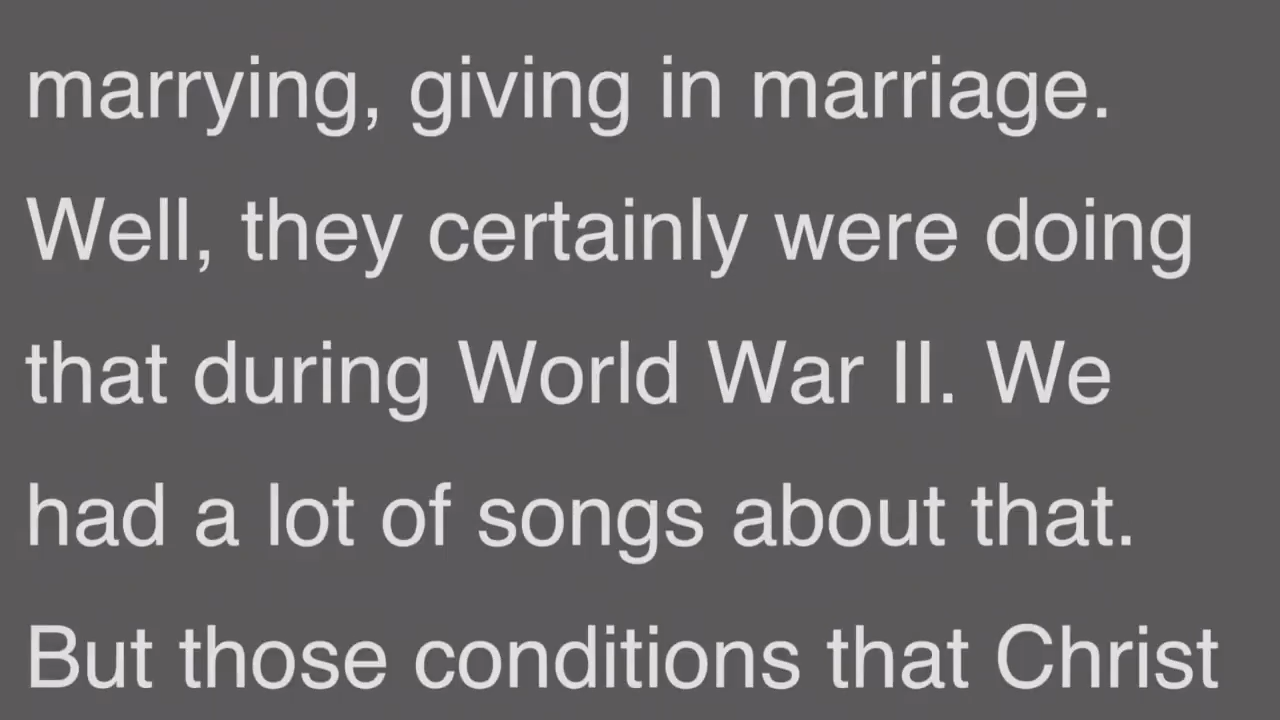 marrying, giving in marriage.
Well, they certainly were doing
that during World War II. We
had a lot of songs about that.
But those conditions that Christ